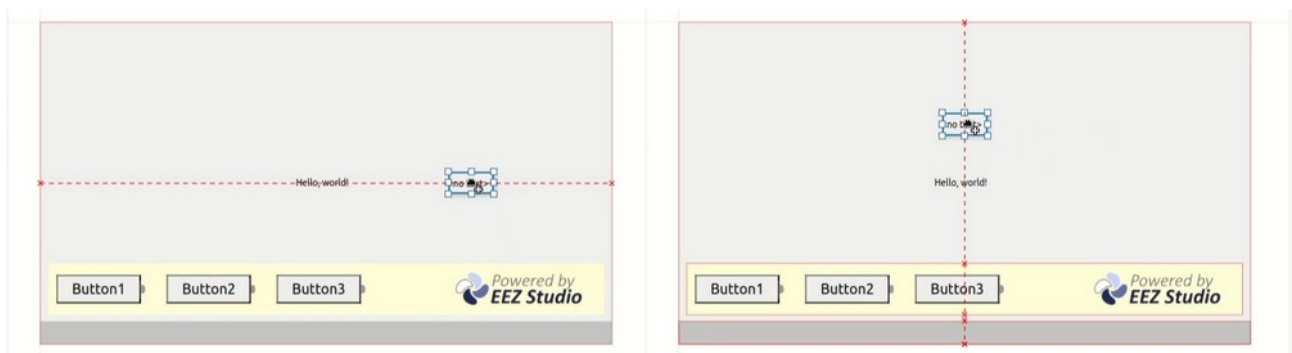 Hello, world!
Button1
Button2
Button3
Powered by
EEZ Studio
Hello, world!
Button1
Button2
Button3
Powered by
EEZ Studio